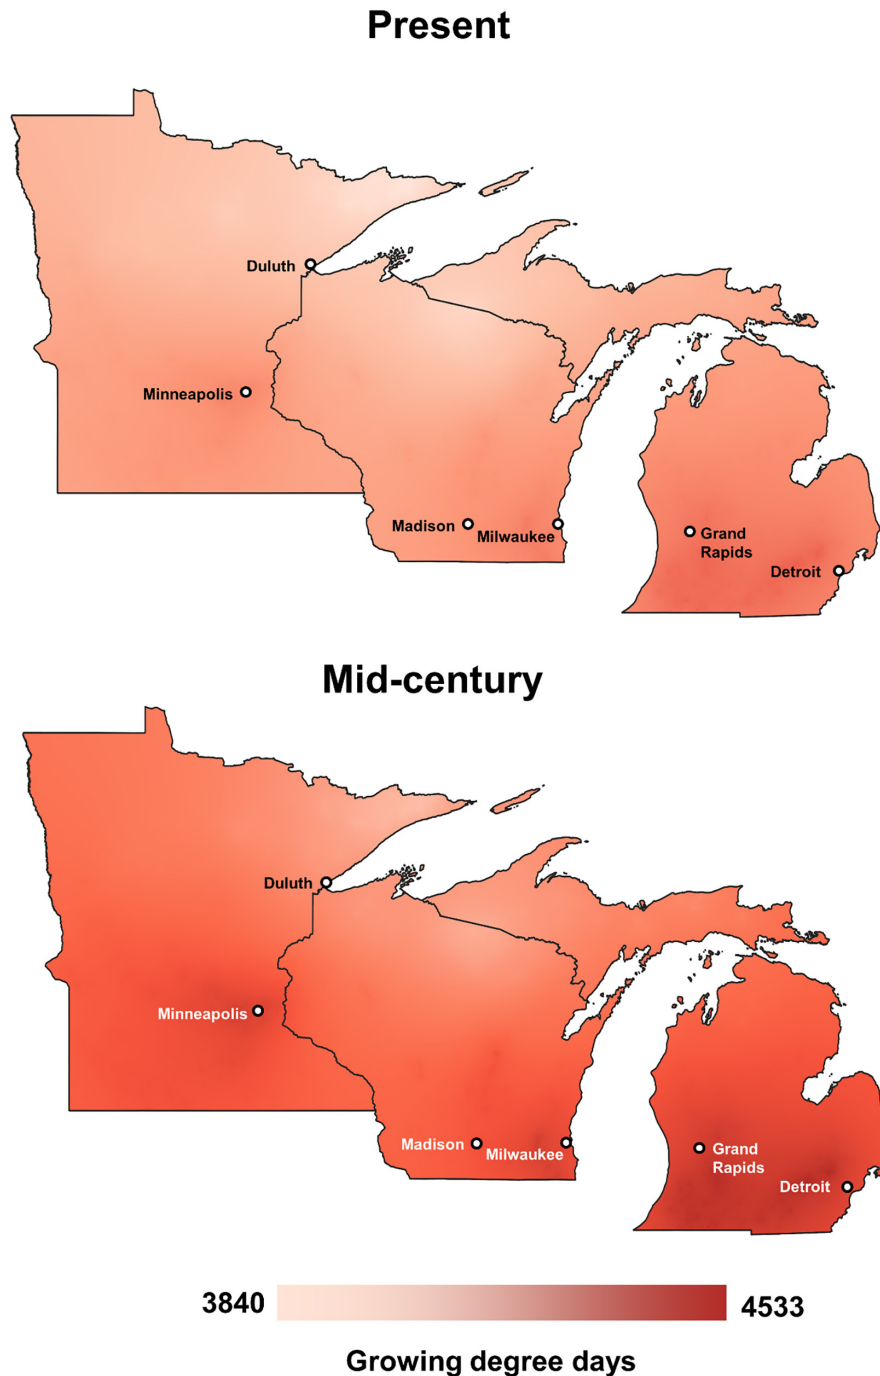 Present
Duluth
Minneapolis
Madison
Milwaukee
Grand
Rapids
Detroit
Mid-century
Duluth
Minneapolis
Madison
Milwaukee
Grand
Rapids
Detroit
3840
4533
Growing degree days